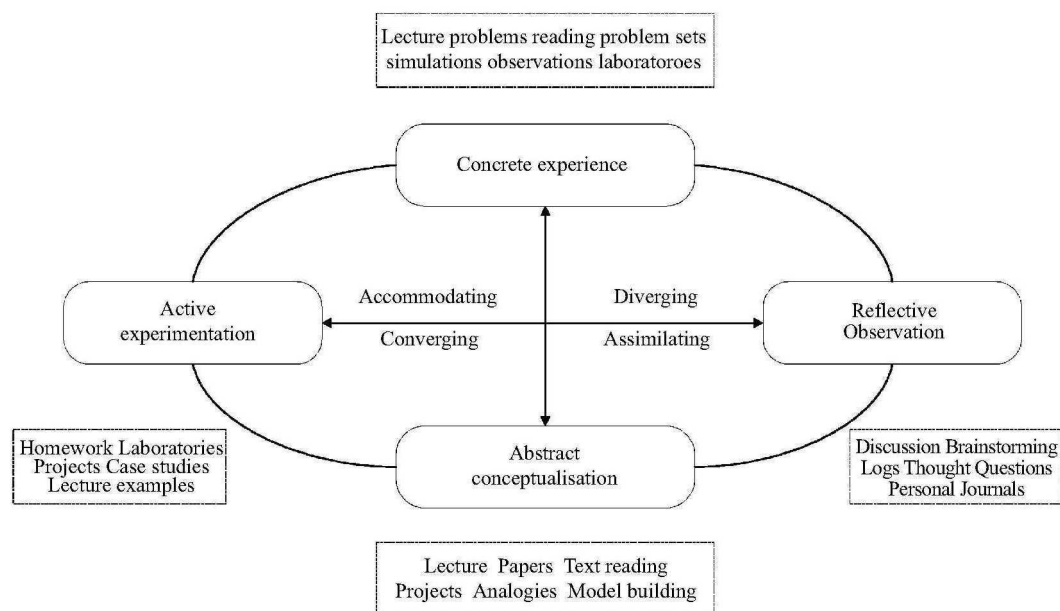 Lecture problems reading problem sets
simulations observations laboratoroes
Concrete experience
Active
experimentation
Accommodating
Diverging
Converging
Assimilating
Reflective
Observation
Homework Laboratories
Projects Case studies
Lecture examples
Abstract
conceptualisation
Discussion Brainstorming
Logs Thought Questions
Personal Journals
Lecture Papers Text reading
Projects Analogies Model building